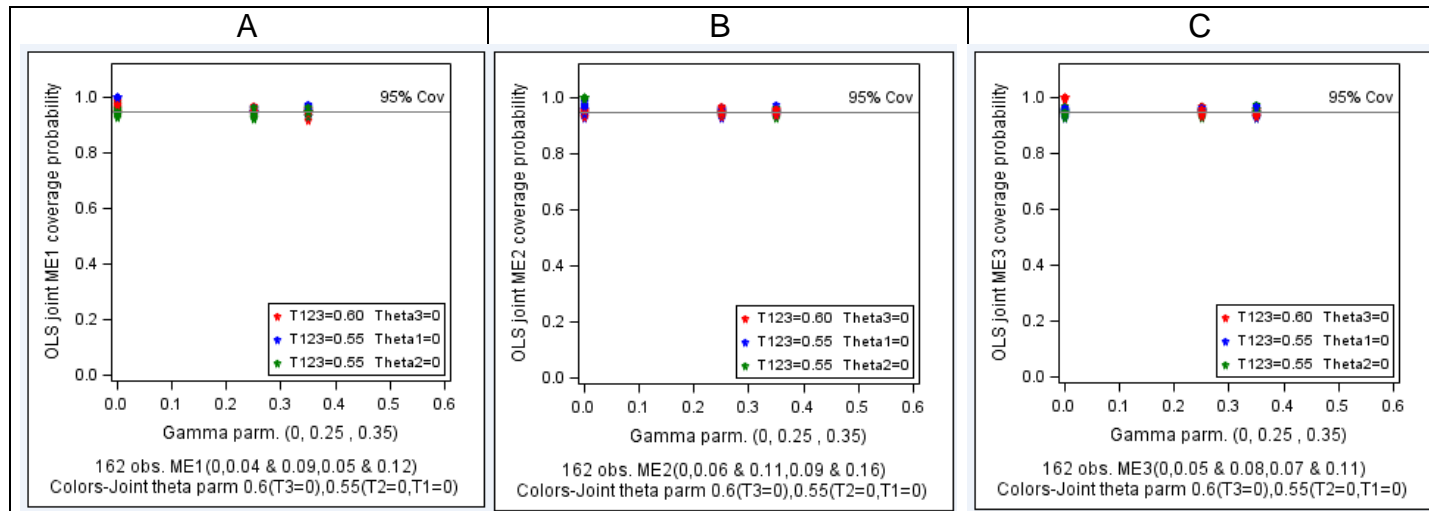 A
B
C
OLS joint ME1 coverage probability
1.0
0.8
0.6
0.4
0.2
0.0
95% Cov
T123=0.60 Theta3=0
T123=0.55 Theta1=0
T123=0.55 Theta2=0
0.0 0.1 0.2 0.3 0.4 0.5 0.6
Gamma parm. (0, 0.25 , 0.35)
162 obs. ME1(0,0.04 & 0.09,0.05 & 0.12)
Colors-Joint theta parm 0.6(T3=0),0.55(T2=0,T1=0)
OLS joint ME2 coverage probability
1.0
0.8
0.6
0.4
0.2
0.0
95% Cov
T123=0.60 Theta3=0
T123=0.55 Theta1=0
T123=0.55 Theta2=0
0.0 0.1 0.2 0.3 0.4 0.5 0.6
Gamma parm. (0, 0.25 , 0.35)
162 obs. ME2(0,0.06 & 0.11,0.09 & 0.16)
Colors-Joint theta parm 0.6(T3=0),0.55(T2=0,T1=0)
OLS joint ME3 coverage probability
1.0
0.8
0.6
0.4
0.2
0.0
95% Cov
T123=0.60 Theta3=0
T123=0.55 Theta1=0
T123=0.55 Theta2=0
0.0 0.1 0.2 0.3 0.4 0.5 0.6
Gamma parm. (0, 0.25 , 0.35)
162 obs. ME3(0,0.05 & 0.08,0.07 & 0.11)
Colors-Joint theta parm 0.6(T3=0),0.55(T2=0,T1=0)